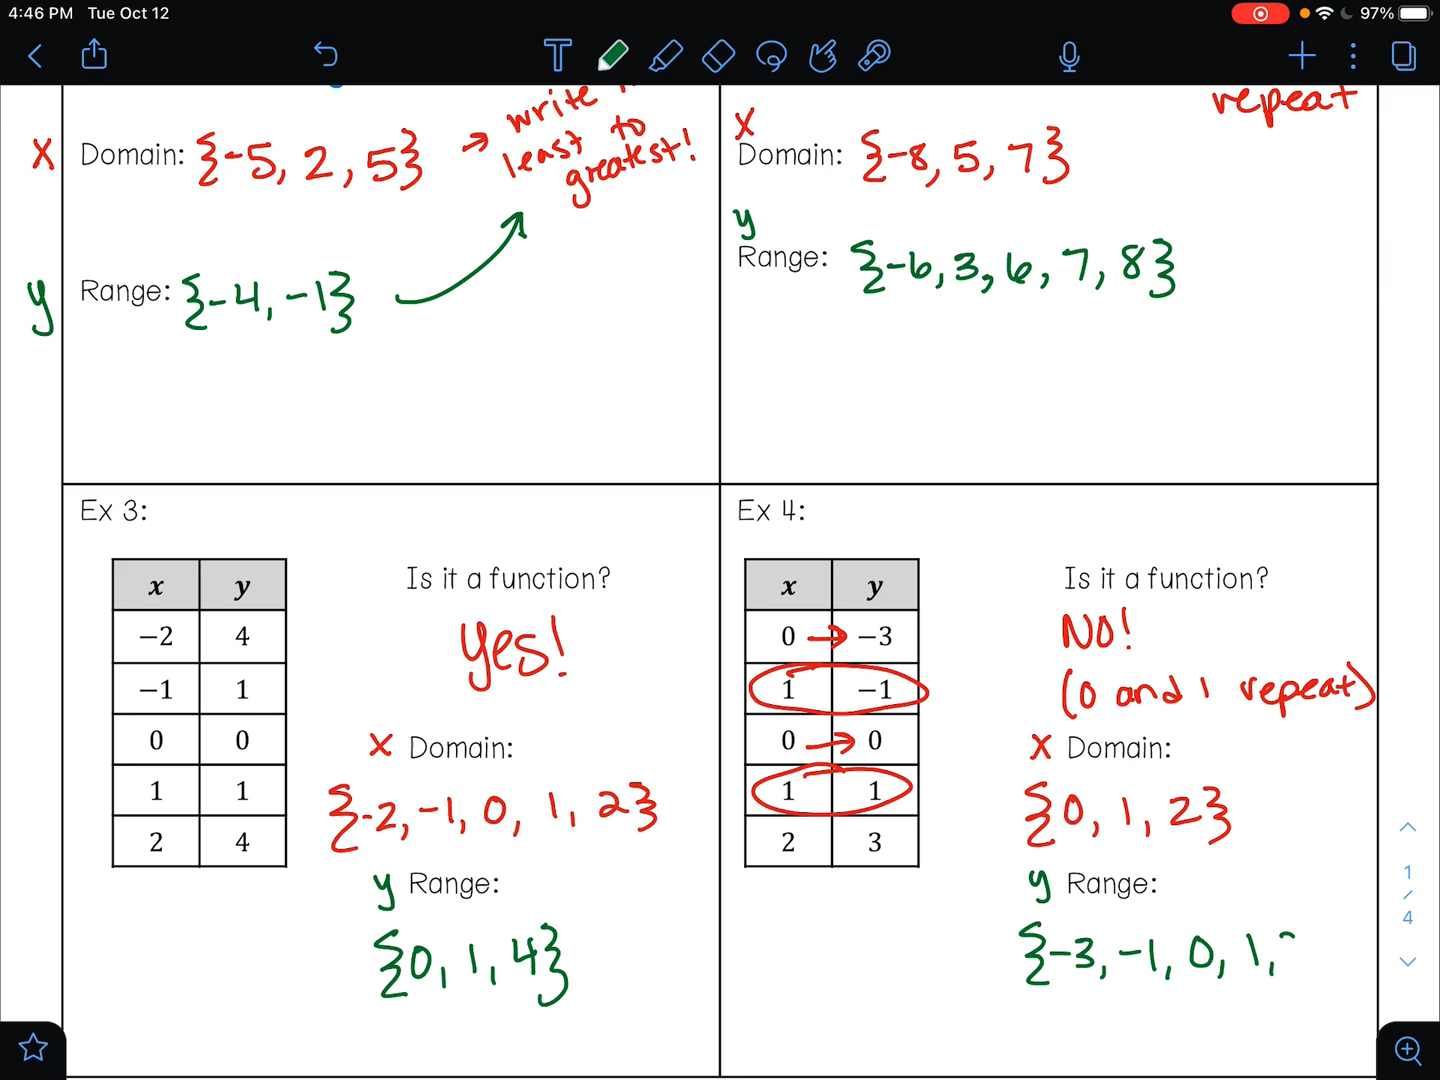 4:46 PM Tue Oct 12
97%
T
write
least to
greatest!
x Domain: {-5, 2, 5} →
y Range: {-4, -1}
repeat
x
Domain: {-8, 5, 7}
y
Range: {-6, 3, 6, 7, 8}
Ex 3:
x y
−2 4
−1 1
0 0
1 1
2 4
Is it a function?
Yes!
x Domain:
{-2, -1, 0, 1, 2}
y Range:
{0, 1, 4}
Ex 4:
x y
0 → −3
1 −1
0 → 0
1 1
2 3
Is it a function?
NO!
(0 and 1 repeat)
x Domain:
{0, 1, 2}
y Range:
{-3, -1, 0, 1,
1
/
4